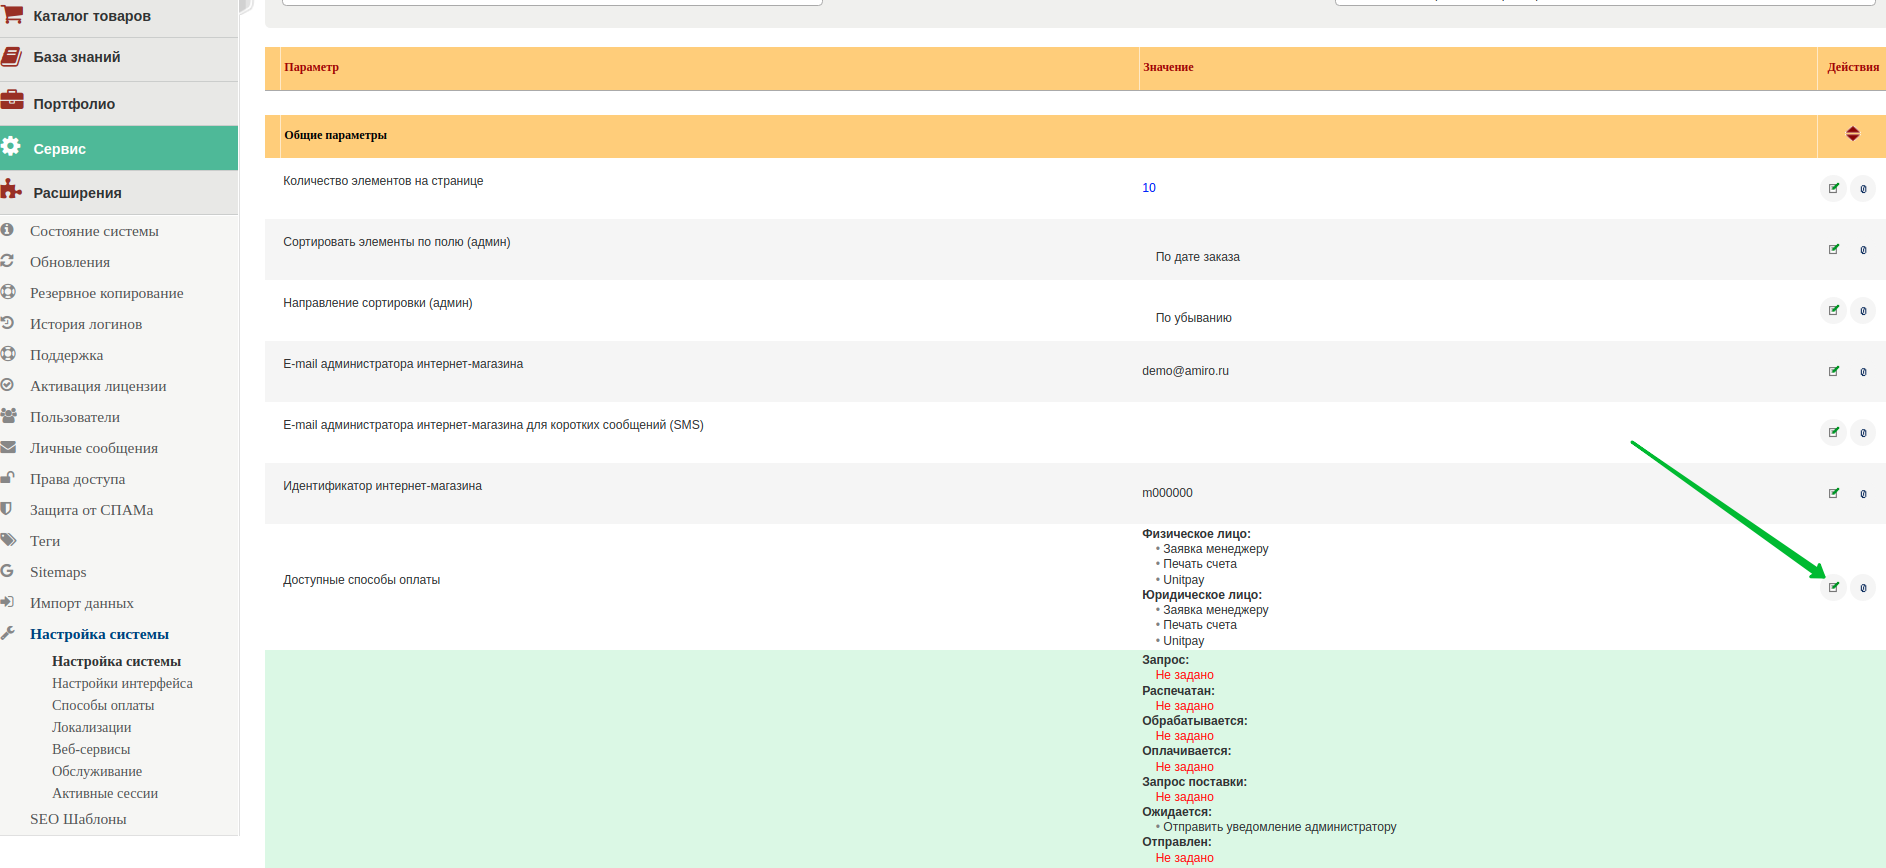 Каталог товаров
База знаний
Портфолио
Сервис
Расширения
Состояние системы
Обновления
Резервное копирование
История логинов
Поддержка
Активация лицензии
Пользователи
Личные сообщения
Права доступа
Защита от СПАМа
Теги
Sitemaps
Импорт данных
Настройка системы
Настройка системы
Настройки интерфейса
Способы оплаты
Локализации
Веб-сервисы
Обслуживание
Активные сессии
SEO Шаблоны
Параметр Значение Действия
Общие параметры
Количество элементов на странице
10
Сортировать элементы по полю (админ)
По дате заказа
Направление сортировки (админ)
По убыванию
E-mail администратора интернет-магазина
demo@amiro.ru
E-mail администратора интернет-магазина для коротких сообщений (SMS)
Идентификатор интернет-магазина
m000000
Доступные способы оплаты
Физическое лицо:
• Заявка менеджеру
• Печать счета
• Unitpay
Юридическое лицо:
• Заявка менеджеру
• Печать счета
• Unitpay
Запрос:
Не задано
Распечатан:
Не задано
Обрабатывается:
Не задано
Оплачивается:
Не задано
Запрос поставки:
Не задано
Ожидается:
• Отправить уведомление администратору
Отправлен:
Не задано